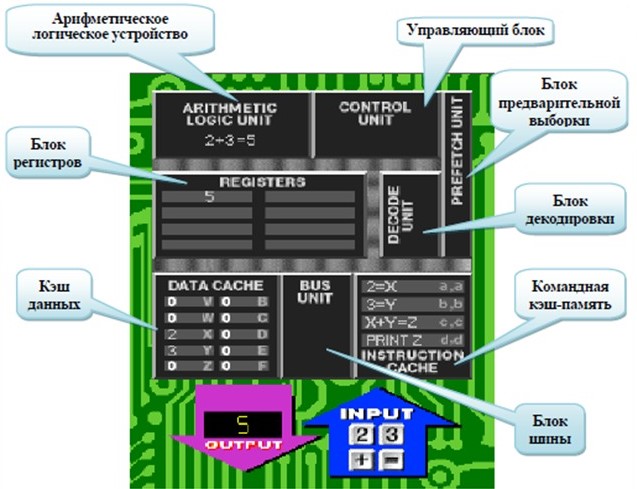 Арифметическое
логическое устройство
Управляющий блок
Блок
предварительной
выборки
Блок
регистров
Блок
декодировки
Кэш
данных
Командная
кэш-память
Блок
шины
ARITHMETIC
LOGIC UNIT
2+3=5
CONTROL
UNIT
PREFETCH UNIT
REGISTERS
5
DECODE
UNIT
DATA CACHE
0 V 0 B
0 W 0 C
2 X 0 D
3 Y 0 E
0 Z 0 F
BUS
UNIT
2=X a,a
3=Y b,b
X+Y=Z c,c
PRINT Z d,d
INSTRUCTION
CACHE
5
OUTPUT
INPUT
2 3
+ =